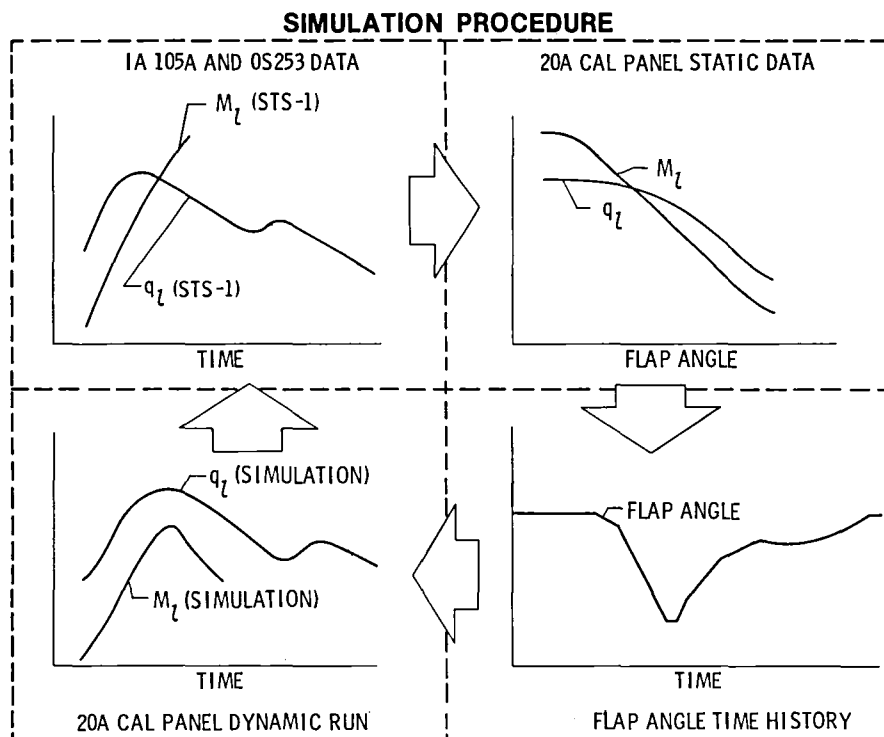 SIMULATION PROCEDURE
IA 105A AND OS253 DATA
M_l (STS-1)
q_l (STS-1)
TIME
20A CAL PANEL STATIC DATA
M_l
q_l
FLAP ANGLE
q_l (SIMULATION)
M_l (SIMULATION)
TIME
20A CAL PANEL DYNAMIC RUN
FLAP ANGLE
TIME
FLAP ANGLE TIME HISTORY